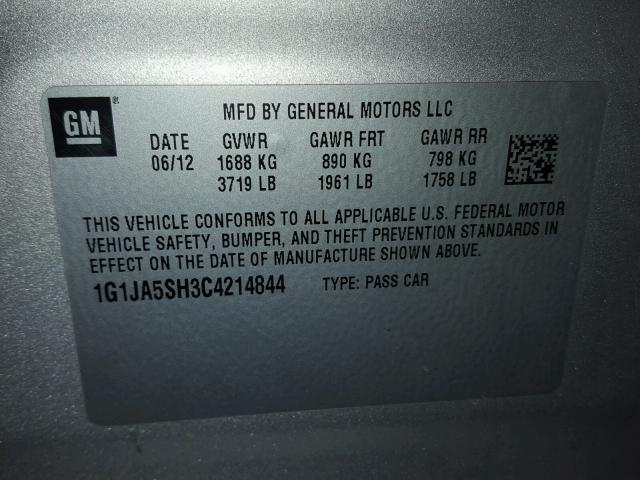 GM®
MFD BY GENERAL MOTORS LLC
DATE GVWR GAWR FRT GAWR RR
06/12 1688 KG 890 KG 798 KG
3719 LB 1961 LB 1758 LB
THIS VEHICLE CONFORMS TO ALL APPLICABLE U.S. FEDERAL MOTOR
VEHICLE SAFETY, BUMPER, AND THEFT PREVENTION STANDARDS IN
EFFECT ON THE DATE OF MANUFACTURE SHOWN ABOVE.
1G1JA5SH3C4214844 TYPE: PASS CAR